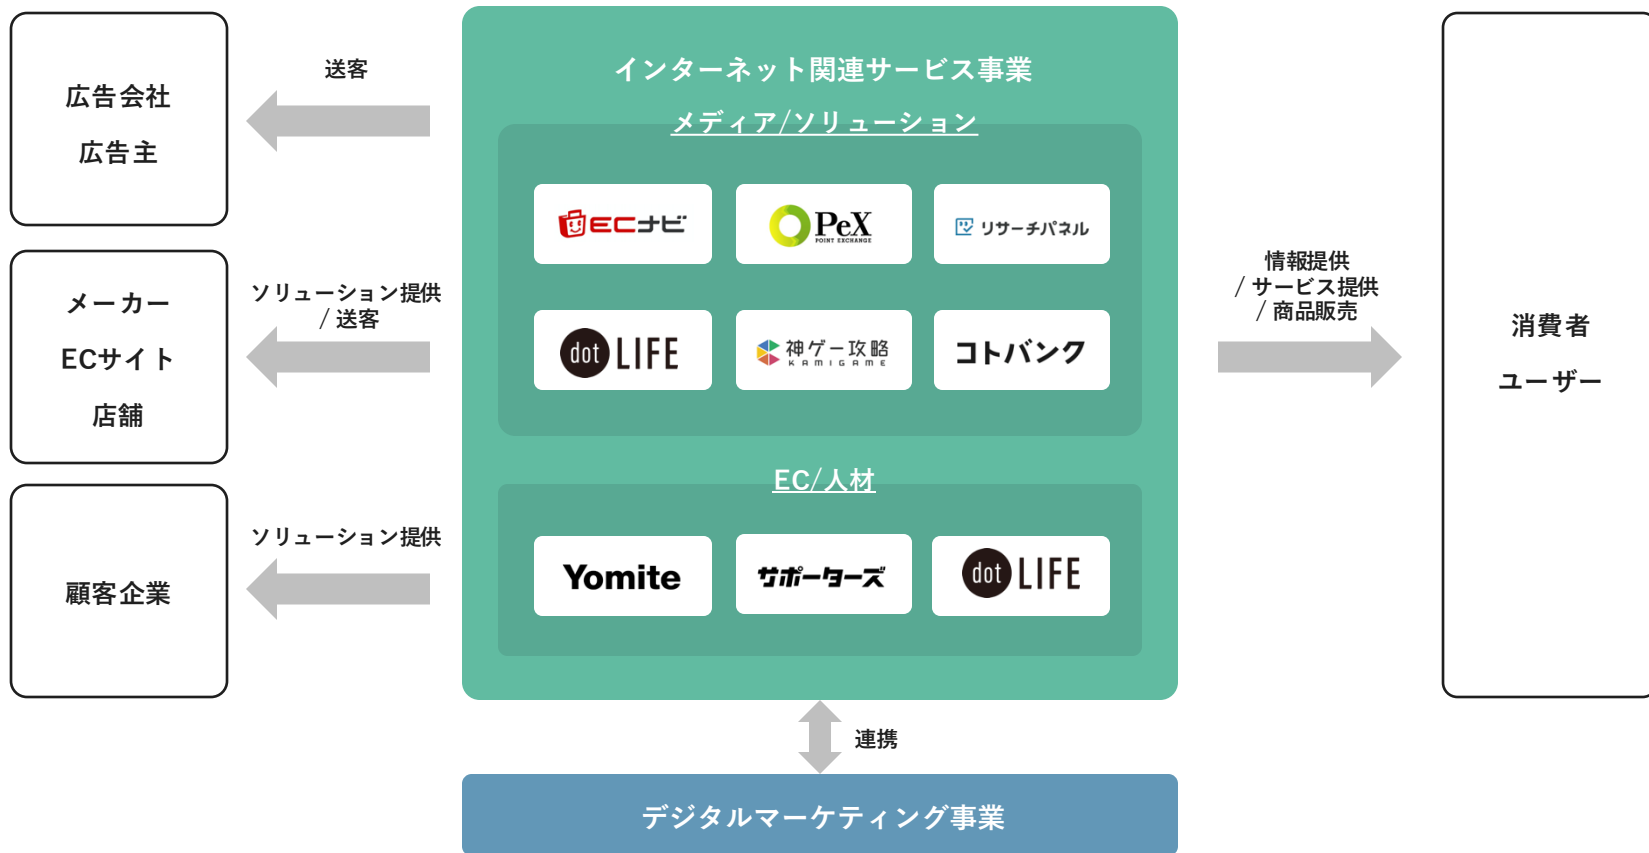 広告会社
広告主
送客
メーカー
ECサイト
店舗
ソリューション提供
/ 送客
顧客企業
ソリューション提供
インターネット関連サービス事業
メディア/ソリューション
ECナビ
PeX
POINT EXCHANGE
リサーチパネル
dot LIFE
神ゲー攻略
KAMIGAME
コトバンク
EC/人材
Yomite
サポーターズ
dot LIFE
連携
デジタルマーケティング事業
情報提供
/ サービス提供
/ 商品販売
消費者
ユーザー